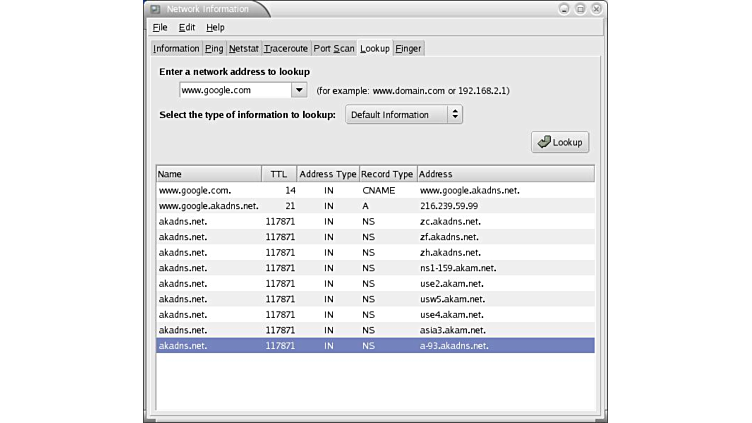 Network Information
File Edit Help
Information Ping Netstat Traceroute Port Scan Lookup Finger
Enter a network address to lookup
www.google.com (for example: www.domain.com or 192.168.2.1)
Select the type of information to lookup: Default Information
Lookup
Name TTL Address Type Record Type Address
www.google.com. 14 IN CNAME www.google.akadns.net.
www.google.akadns.net. 21 IN A 216.239.59.99
akadns.net. 117871 IN NS zc.akadns.net.
akadns.net. 117871 IN NS zf.akadns.net.
akadns.net. 117871 IN NS zh.akadns.net.
akadns.net. 117871 IN NS ns1-159.akam.net.
akadns.net. 117871 IN NS use2.akam.net.
akadns.net. 117871 IN NS usw5.akam.net.
akadns.net. 117871 IN NS use4.akam.net.
akadns.net. 117871 IN NS asia3.akam.net.
akadns.net. 117871 IN NS a-93.akadns.net.